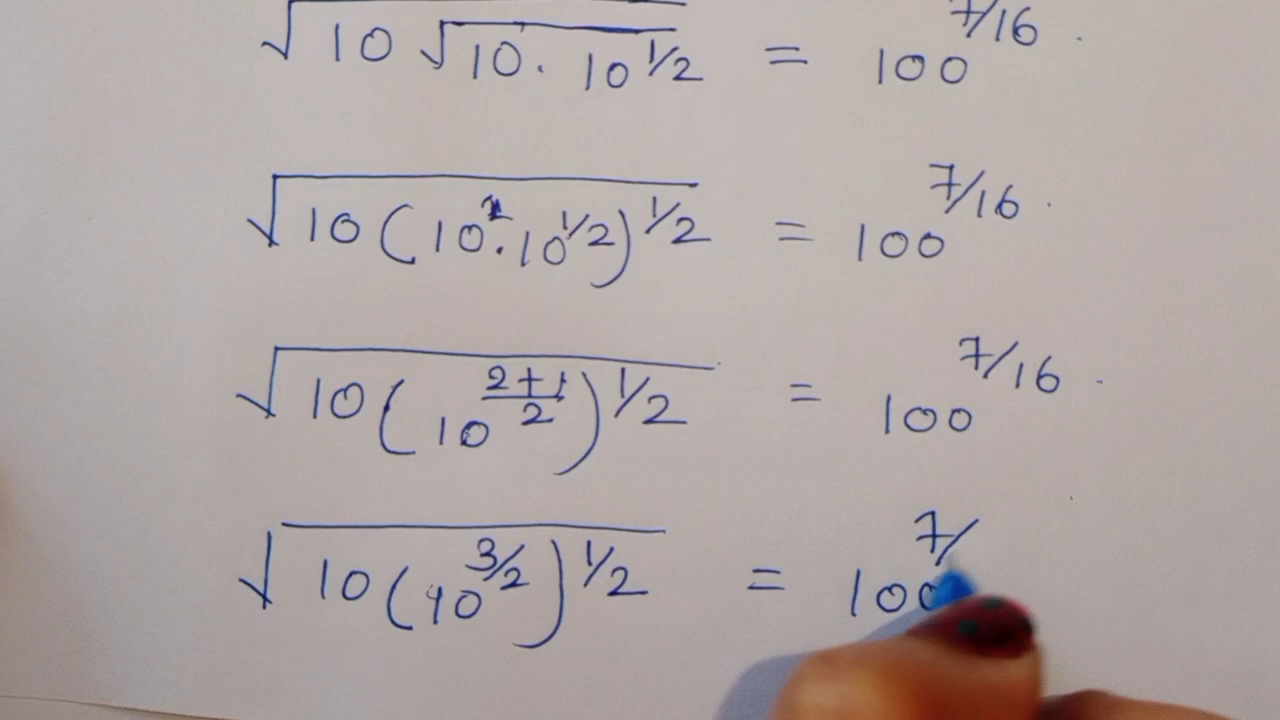 √(10 √(10. 10^1/2)) = 100^7/16 .
√(10 (10^1.10^1/2)^1/2) = 100^7/16 .
√(10 (10^(2+1)/2)^1/2) = 100^7/16 .
√(10 (10^3/2)^1/2) = 100^7/